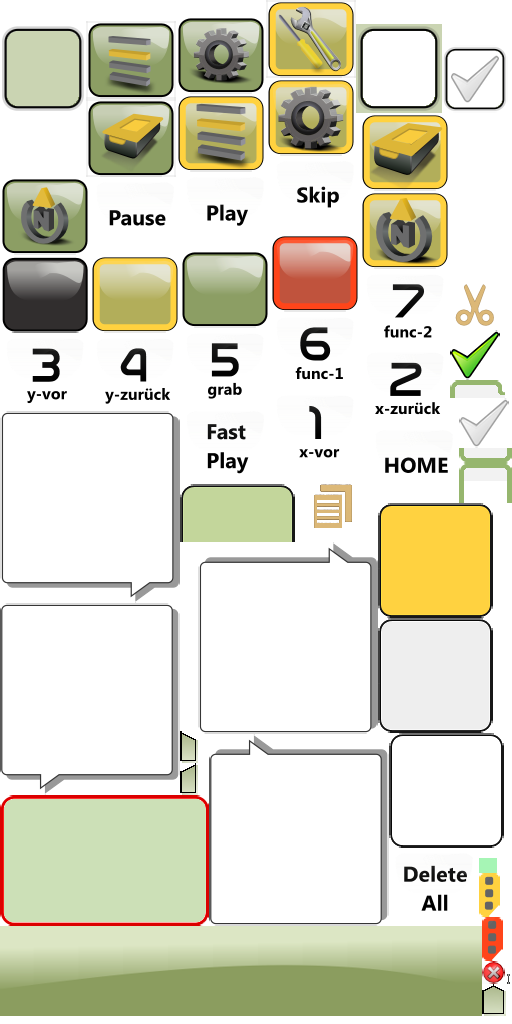 Pause
Play
Skip
7
func-2
3
y-vor
4
y-zurück
5
grab
6
func-1
2
x-zurück
Fast
Play
1
x-vor
HOME
Delete
All